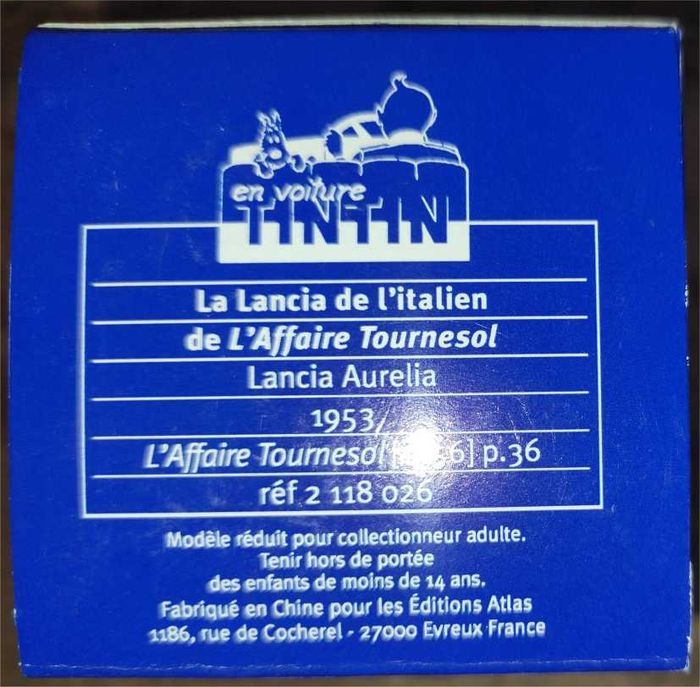 en voiture
TINTIN
La Lancia de l'italien
de L'Affaire Tournesol
Lancia Aurelia
1953
L'Affaire Tournesol 6] p.36
réf 2 118 026
Modèle réduit pour collectionneur adulte.
Tenir hors de portée
des enfants de moins de 14 ans.
Fabriqué en Chine pour les Éditions Atlas
1186, rue de Cocherel - 27000 Evreux France